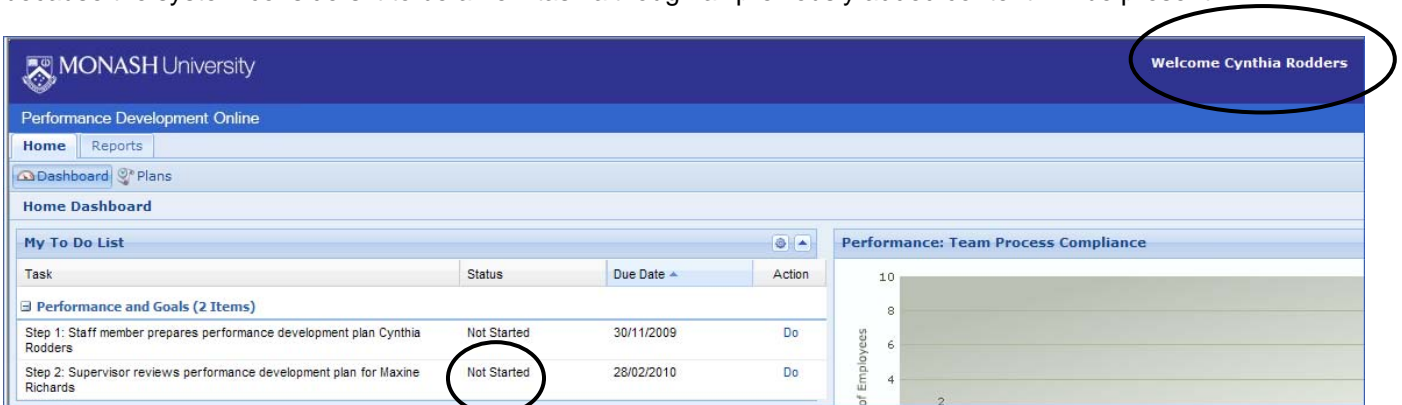 MONASH University
Welcome Cynthia Rodders
Performance Development Online
Home Reports
Dashboard Plans
Home Dashboard
My To Do List
Performance: Team Process Compliance
Task Status Due Date Action
Performance and Goals (2 Items)
Step 1: Staff member prepares performance development plan Cynthia Rodders
Not Started 30/11/2009 Do
Step 2: Supervisor reviews performance development plan for Maxine Richards
Not Started 28/02/2010 Do
10
8
6
4
2
of Employees